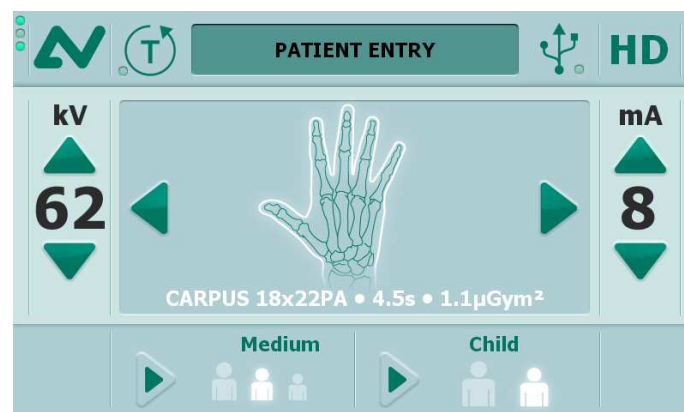 T
PATIENT ENTRY
HD
kV
mA
62
8
CARPUS 18x22PA • 4.5s • 1.1µGym²
Medium
Child